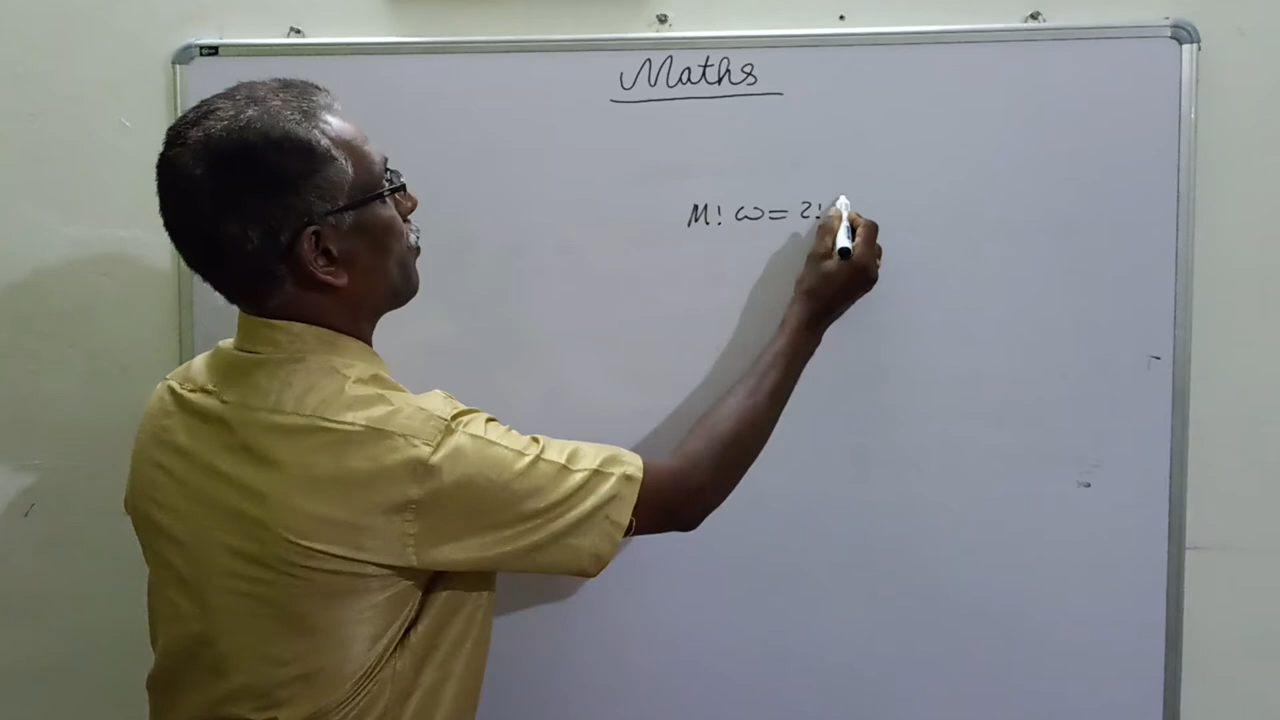 Maths
M! ω = 2!